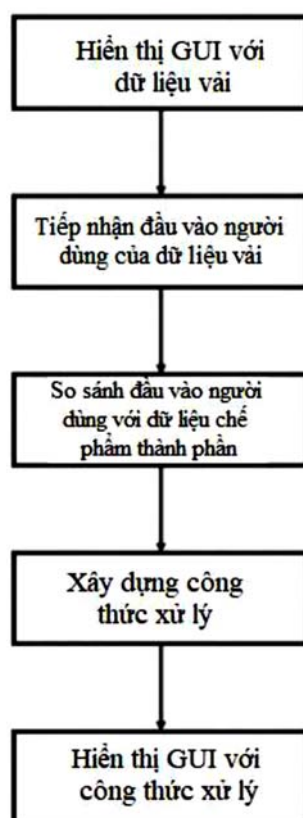 Hiển thị GUI với
dữ liệu vải
Tiếp nhận đầu vào người
dùng của dữ liệu vải
So sánh đầu vào người
dùng với dữ liệu chế
phẩm thành phần
Xây dựng công
thức xử lý
Hiển thị GUI với
công thức xử lý